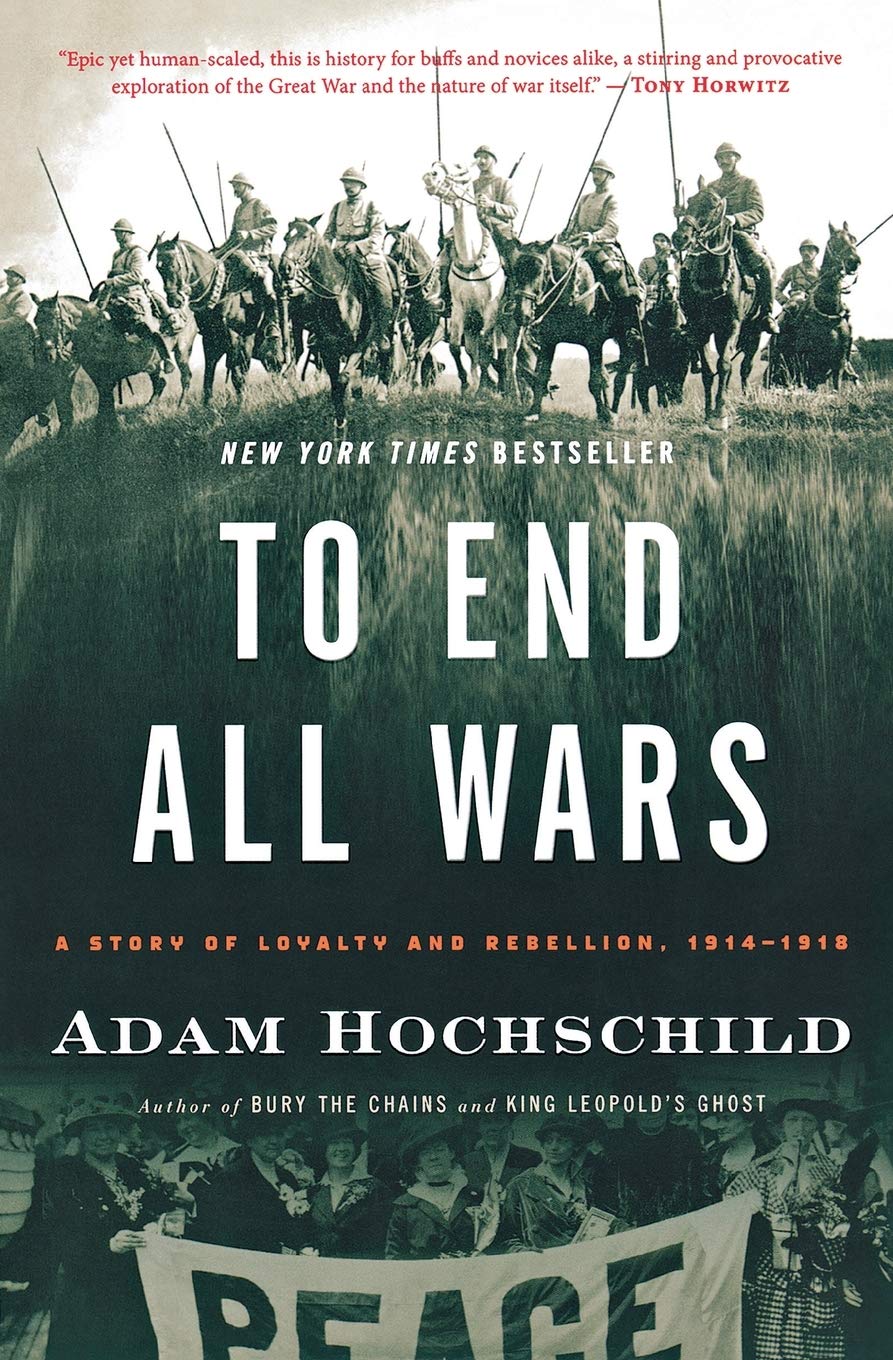 “Epic yet human-scaled, this is history for buffs and novices alike, a stirring and provocative
exploration of the Great War and the nature of war itself.” — TONY HORWITZ
NEW YORK TIMES BESTSELLER
TO END
ALL WARS
A STORY OF LOYALTY AND REBELLION, 1914–1918
ADAM HOCHSCHILD
Author of BURY THE CHAINS and KING LEOPOLD’S GHOST
PEACE